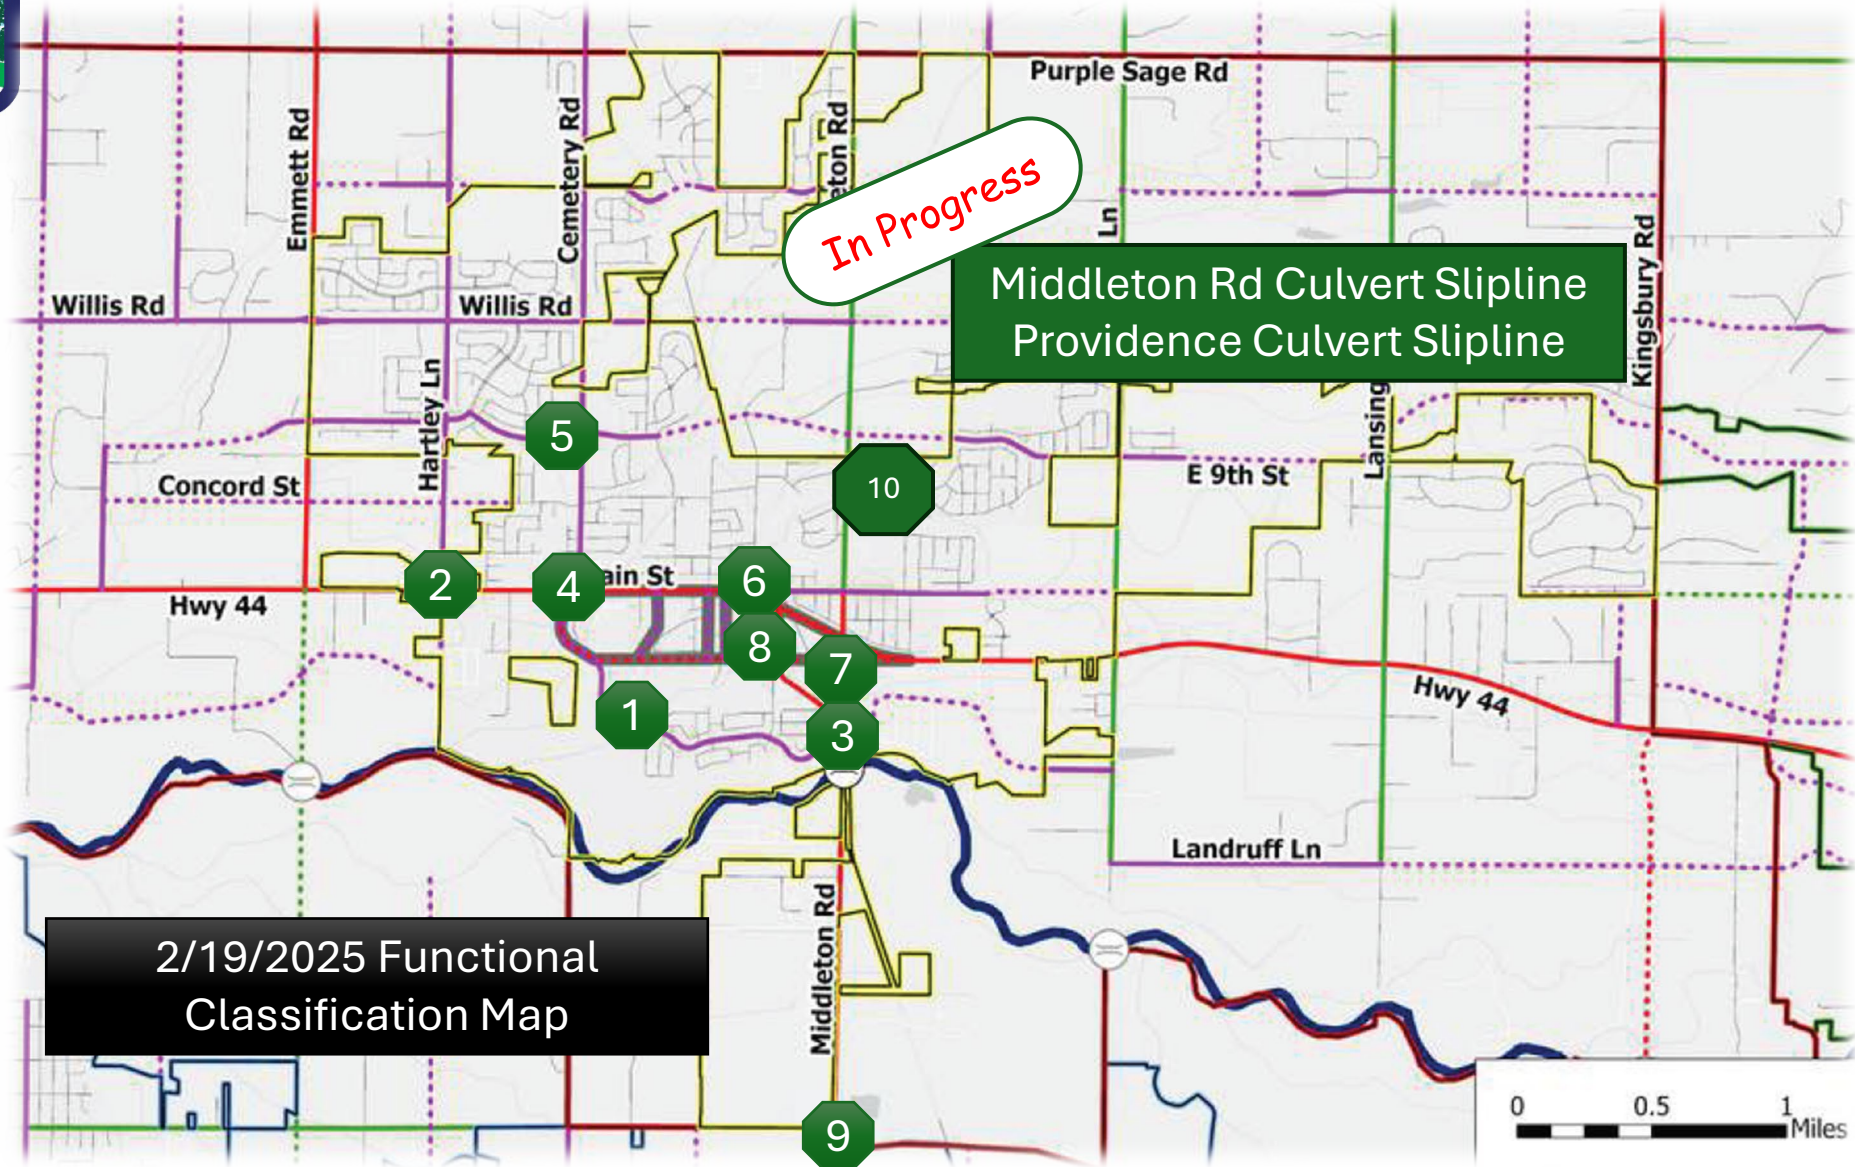 Purple Sage Rd
Emmett Rd
Cemetery Rd
eton Rd
In Progress
Ln
Kingsbury Rd
Middleton Rd Culvert Slipline
Providence Culvert Slipline
Willis Rd
Willis Rd
Hartley Ln
Lansing
5
10
Concord St
E 9th St
2
4
ain St
6
Hwy 44
8
7
1
3
Hwy 44
Landruff Ln
Middleton Rd
2/19/2025 Functional
Classification Map
9
0 0.5 1
Miles